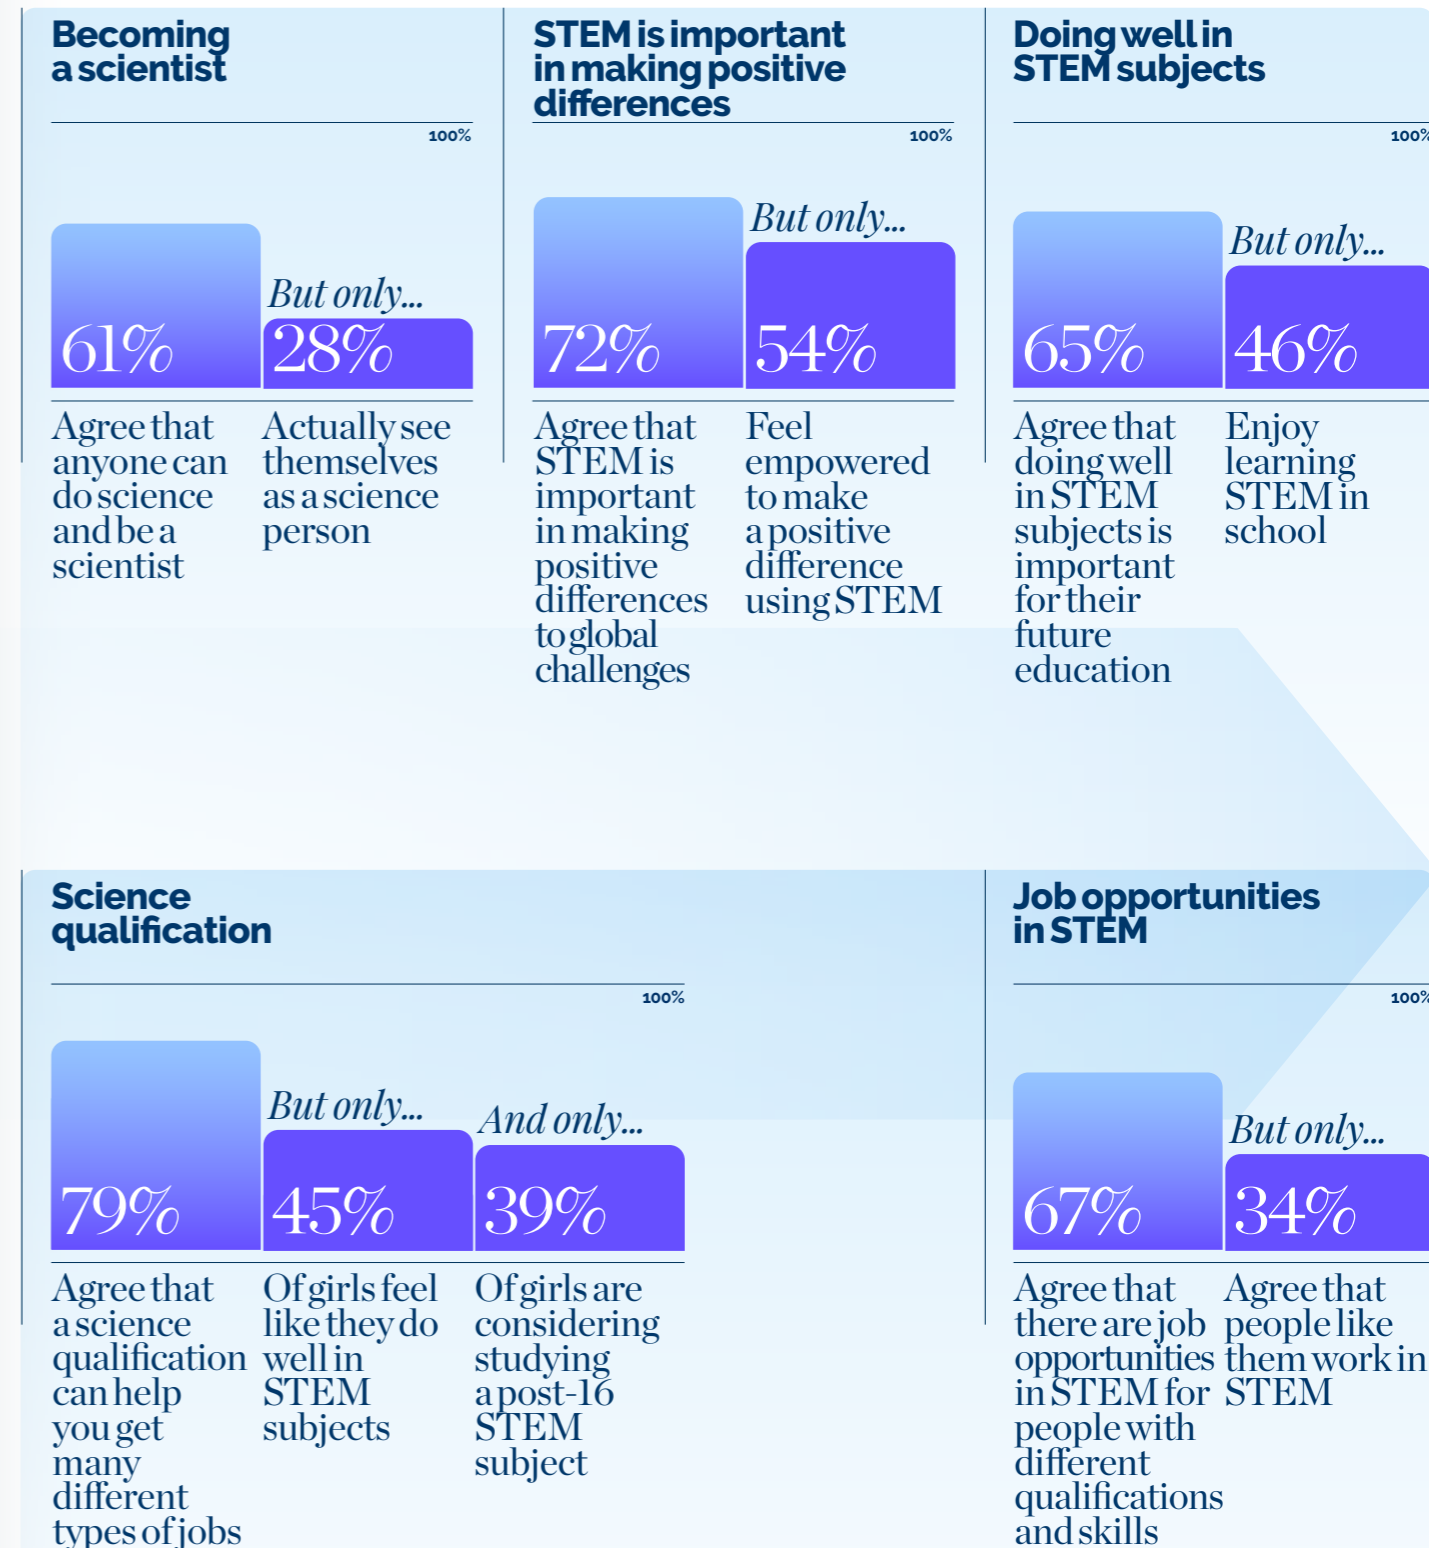 Becoming
a scientist
100%
But only...
61%
28%
Agree that
anyone can
do science
and be a
scientist
Actually see
themselves
as a science
person
STEM is important
in making positive
differences
100%
But only...
72%
54%
Agree that
STEM is
important
in making
positive
differences
to global
challenges
Feel
empowered
to make
a positive
difference
using STEM
Doing well in
STEM subjects
100%
But only...
65%
46%
Agree that
doing well
in STEM
subjects is
important
for their
future
education
Enjoy
learning
STEM in
school
Science
qualification
100%
But only...
And only...
79%
45%
39%
Agree that
a science
qualification
can help
you get
many
different
types of jobs
Of girls feel
like they do
well in
STEM
subjects
Of girls are
considering
studying
a post-16
STEM
subject
Job opportunities
in STEM
100%
But only...
67%
34%
Agree that
there are job
opportunities
in STEM for
people with
different
qualifications
and skills
Agree that
people like
them work in
STEM